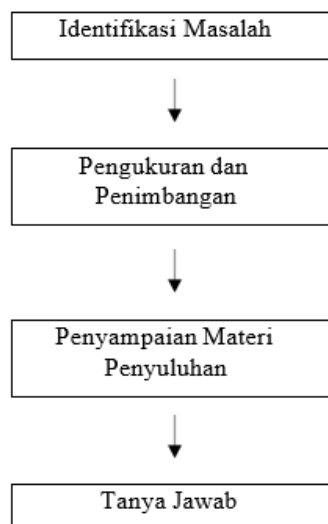 Identifikasi Masalah
Pengukuran dan
Penimbangan
Penyampaian Materi
Penyuluhan
Tanya Jawab